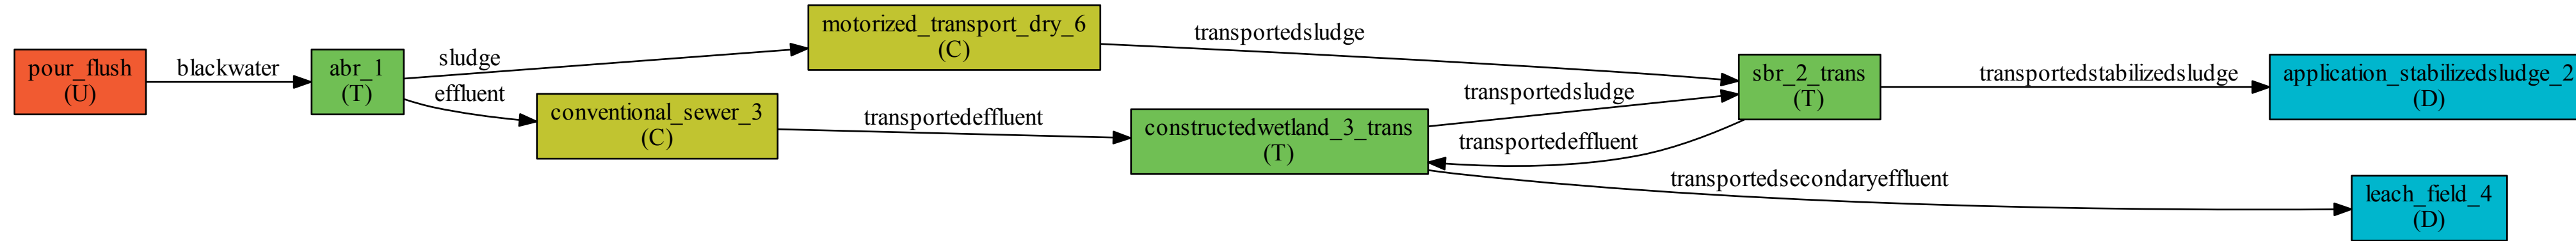 pour_flush
(U)
blackwater
abr_1
(T)
sludge
effluent
motorized_transport_dry_6
(C)
conventional_sewer_3
(C)
transportedsludge
transportedeffluent
constructedwetland_3_trans
(T)
transportedsludge
transportedeffluent
sbr_2_trans
(T)
transportedstabilizedsludge
transportedsecondaryeffluent
application_stabilizedsludge_2
(D)
leach_field_4
(D)